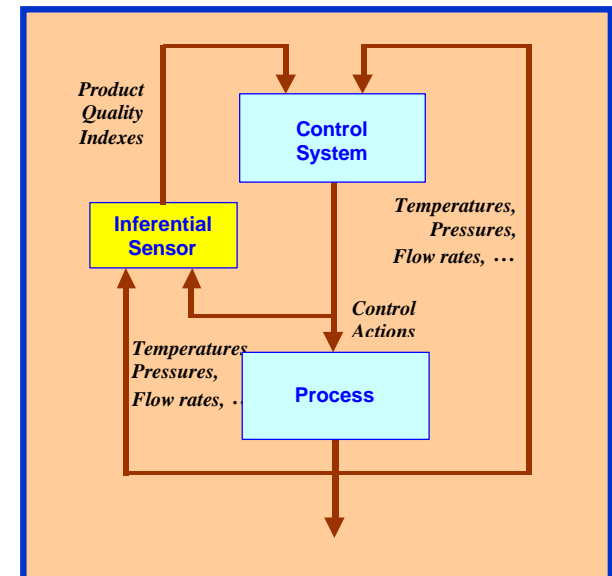 Product
Quality
Indexes
Control
System
Inferential
Sensor
Temperatures,
Pressures,
Flow rates, …
Control
Actions
Temperatures
Pressures,
Flow rates, …
Process